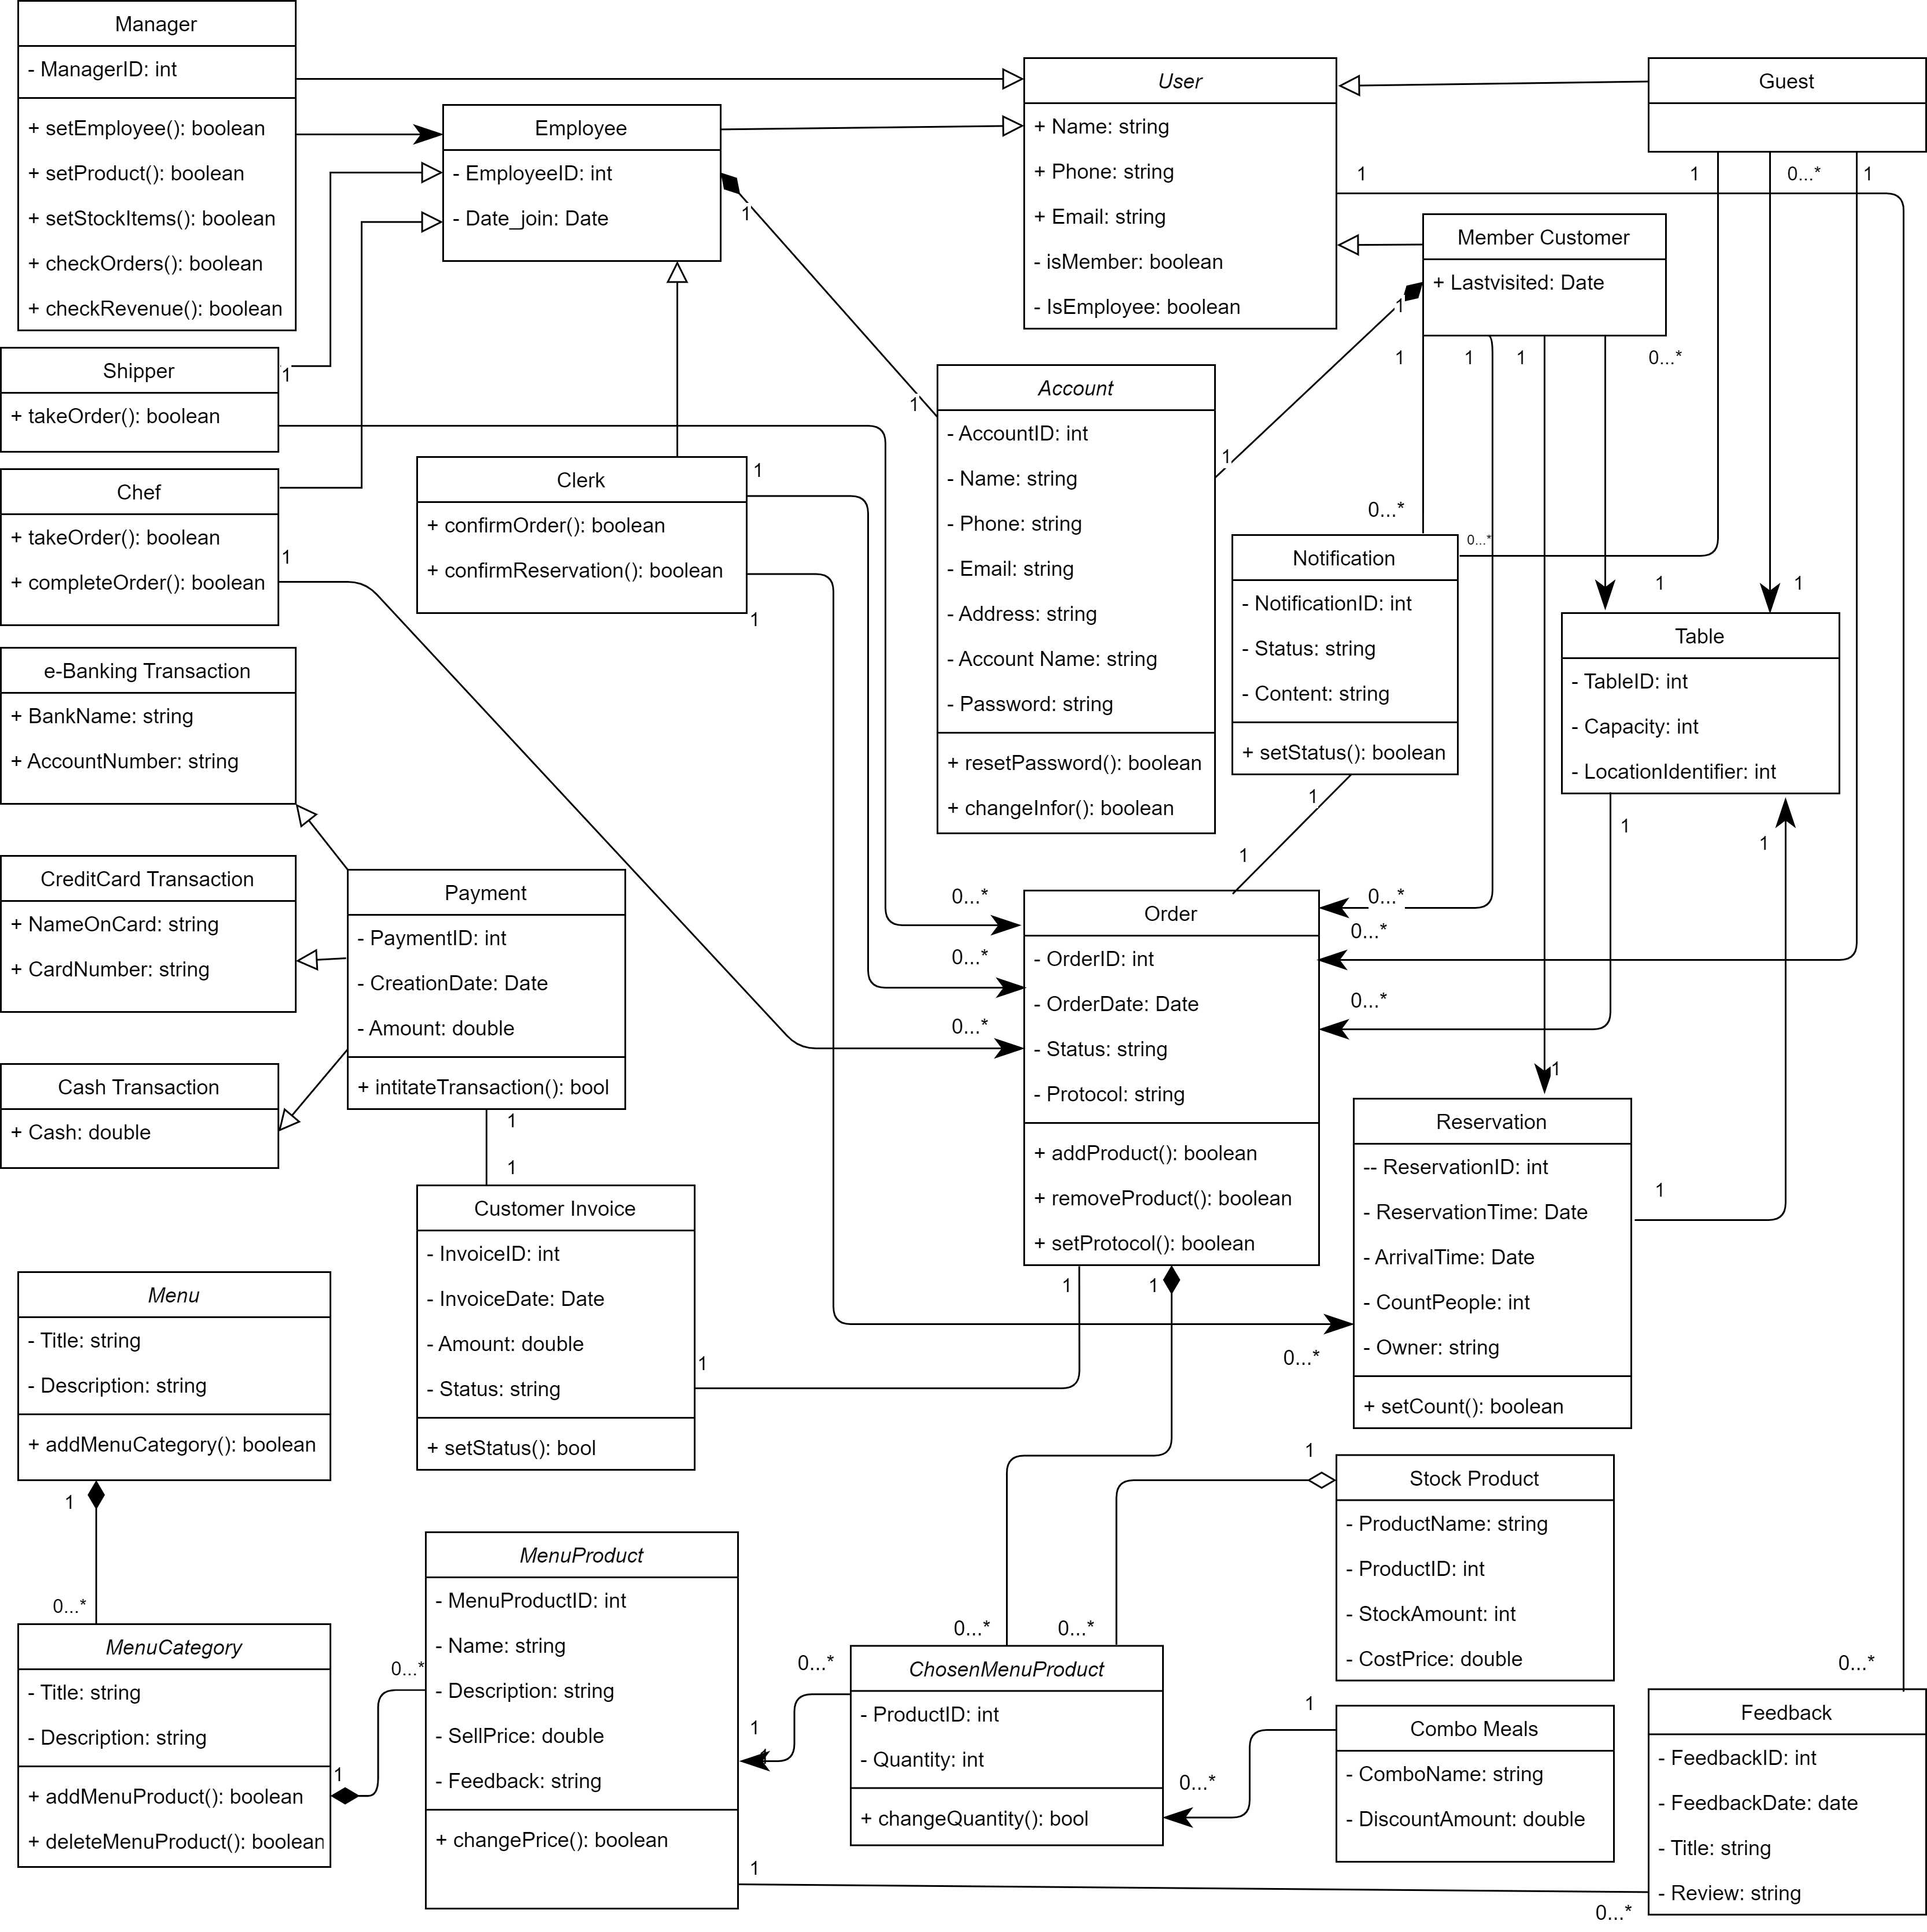 Manager
- ManagerID: int
+ setEmployee(): boolean
+ setProduct(): boolean
+ setStockItems(): boolean
+ checkOrders(): boolean
+ checkRevenue(): boolean
Employee
- EmployeeID: int
- Date_join: Date
1
User
+ Name: string
+ Phone: string
+ Email: string
- isMember: boolean
- IsEmployee: boolean
1
Guest
1
0...*
1
Member Customer
+ Lastvisited: Date
1
1
1
1
0...*
Shipper
+ takeOrder(): boolean
1
Chef
+ takeOrder(): boolean
+ completeOrder(): boolean
1
Clerk
+ confirmOrder(): boolean
+ confirmReservation(): boolean
1
1
Account
- AccountID: int
- Name: string
- Phone: string
- Email: string
- Address: string
- Account Name: string
- Password: string
+ resetPassword(): boolean
+ changeInfor(): boolean
1
1
0...*
0...*
Notification
- NotificationID: int
- Status: string
- Content: string
+ setStatus(): boolean
1
1
1
1
Table
- TableID: int
- Capacity: int
- LocationIdentifier: int
1
1
e-Banking Transaction
+ BankName: string
+ AccountNumber: string
CreditCard Transaction
+ NameOnCard: string
+ CardNumber: string
Cash Transaction
+ Cash: double
Payment
- PaymentID: int
- CreationDate: Date
- Amount: double
+ intitateTransaction(): bool
1
1
Customer Invoice
- InvoiceID: int
- InvoiceDate: Date
- Amount: double
- Status: string
+ setStatus(): bool
1
0...*
0...*
0...*
Order
- OrderID: int
- OrderDate: Date
- Status: string
- Protocol: string
+ addProduct(): boolean
+ removeProduct(): boolean
+ setProtocol(): boolean
1
1
0...*
0...*
0...*
1
Reservation
-- ReservationID: int
- ReservationTime: Date
- ArrivalTime: Date
- CountPeople: int
- Owner: string
+ setCount(): boolean
1
0...*
Menu
- Title: string
- Description: string
+ addMenuCategory(): boolean
1
0...*
MenuCategory
- Title: string
- Description: string
+ addMenuProduct(): boolean
+ deleteMenuProduct(): boolean
1
0...*
MenuProduct
- MenuProductID: int
- Name: string
- Description: string
- SellPrice: double
- Feedback: string
+ changePrice(): boolean
1
1
1
0...*
0...*
0...*
ChosenMenuProduct
- ProductID: int
- Quantity: int
+ changeQuantity(): bool
0...*
1
Stock Product
- ProductName: string
- ProductID: int
- StockAmount: int
- CostPrice: double
1
Combo Meals
- ComboName: string
- DiscountAmount: double
0...*
Feedback
- FeedbackID: int
- FeedbackDate: date
- Title: string
- Review: string
0...*